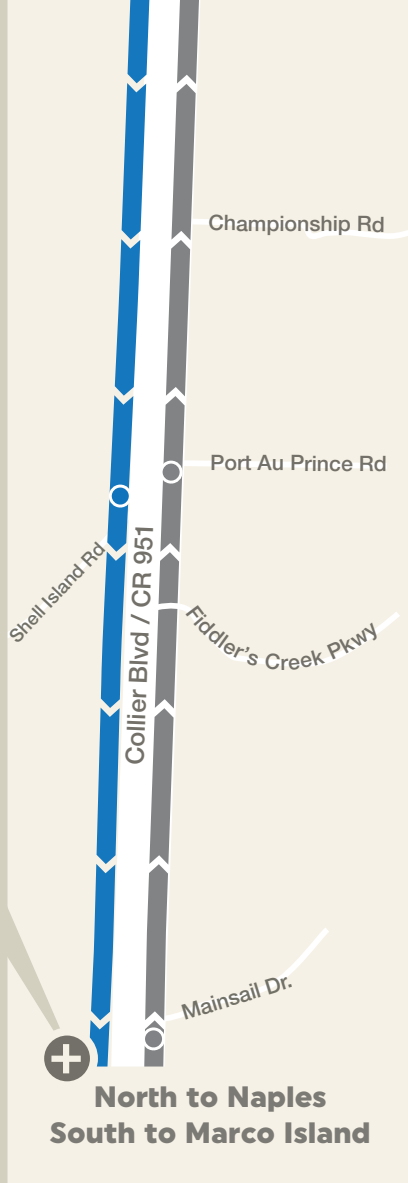 Championship Rd
Port Au Prince Rd
Shell Island Rd
Collier Blvd / CR 951
Fiddler's Creek Pkwy
Mainsail Dr.
North to Naples
South to Marco Island